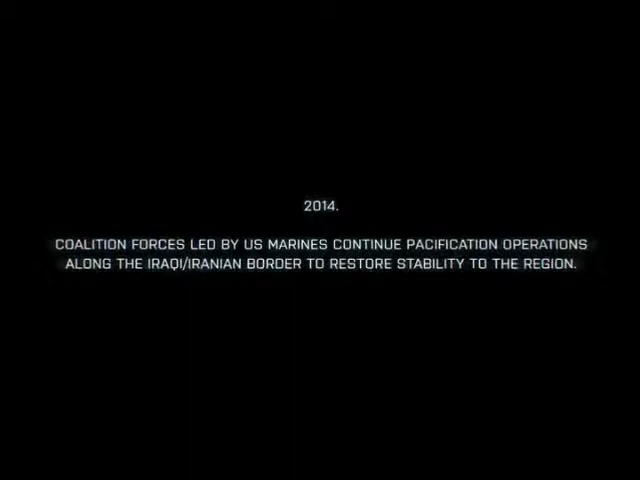 2014.
COALITION FORCES LED BY US MARINES CONTINUE PACIFICATION OPERATIONS
ALONG THE IRAQI/IRANIAN BORDER TO RESTORE STABILITY TO THE REGION.